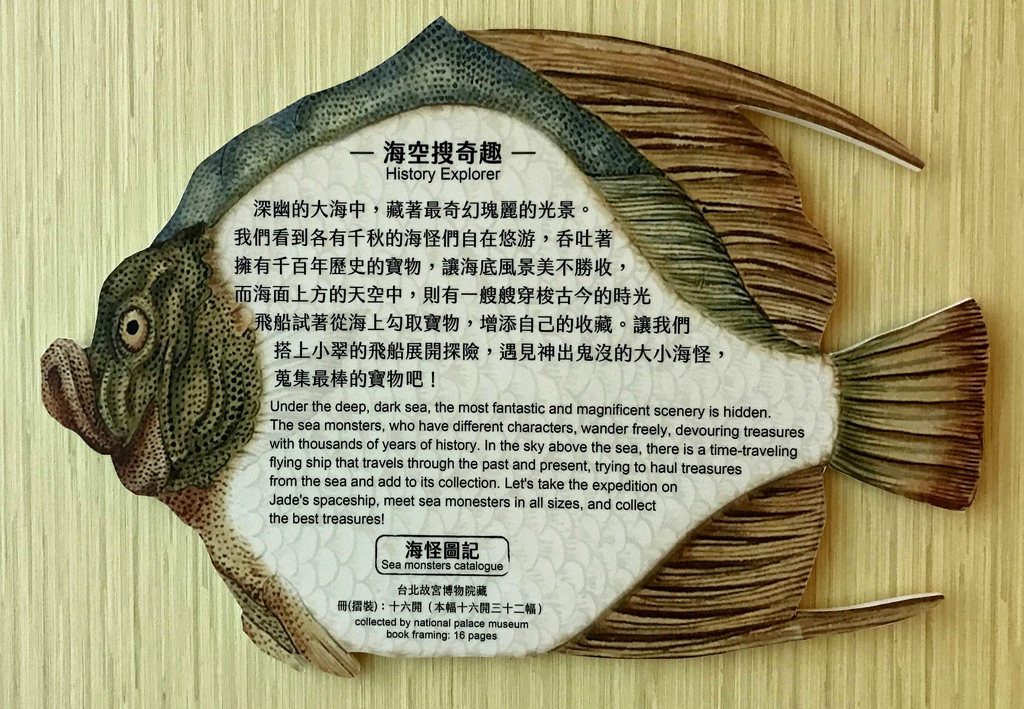 — 海空搜奇趣 —
History Explorer
深幽的大海中，藏著最奇幻瑰麗的光景。
我們看到各有千秋的海怪們自在悠游，吞吐著
擁有千百年歷史的寶物，讓海底風景美不勝收，
而海面上方的天空中，則有一艘艘穿梭古今的時光
飛船試著從海上勾取寶物，增添自己的收藏。讓我們
搭上小翠的飛船展開探險，遇見神出鬼沒的大小海怪，
蒐集最棒的寶物吧！
Under the deep, dark sea, the most fantastic and magnificent scenery is hidden.
The sea monsters, who have different characters, wander freely, devouring treasures
with thousands of years of history. In the sky above the sea, there is a time-traveling
flying ship that travels through the past and present, trying to haul treasures
from the sea and add to its collection. Let's take the expedition on
Jade's spaceship, meet sea monesters in all sizes, and collect
the best treasures!
海怪圖記
Sea monsters catalogue
台北故宮博物院藏
冊(摺裝)：十六開（本幅十六開三十二幅）
collected by national palace museum
book framing: 16 pages